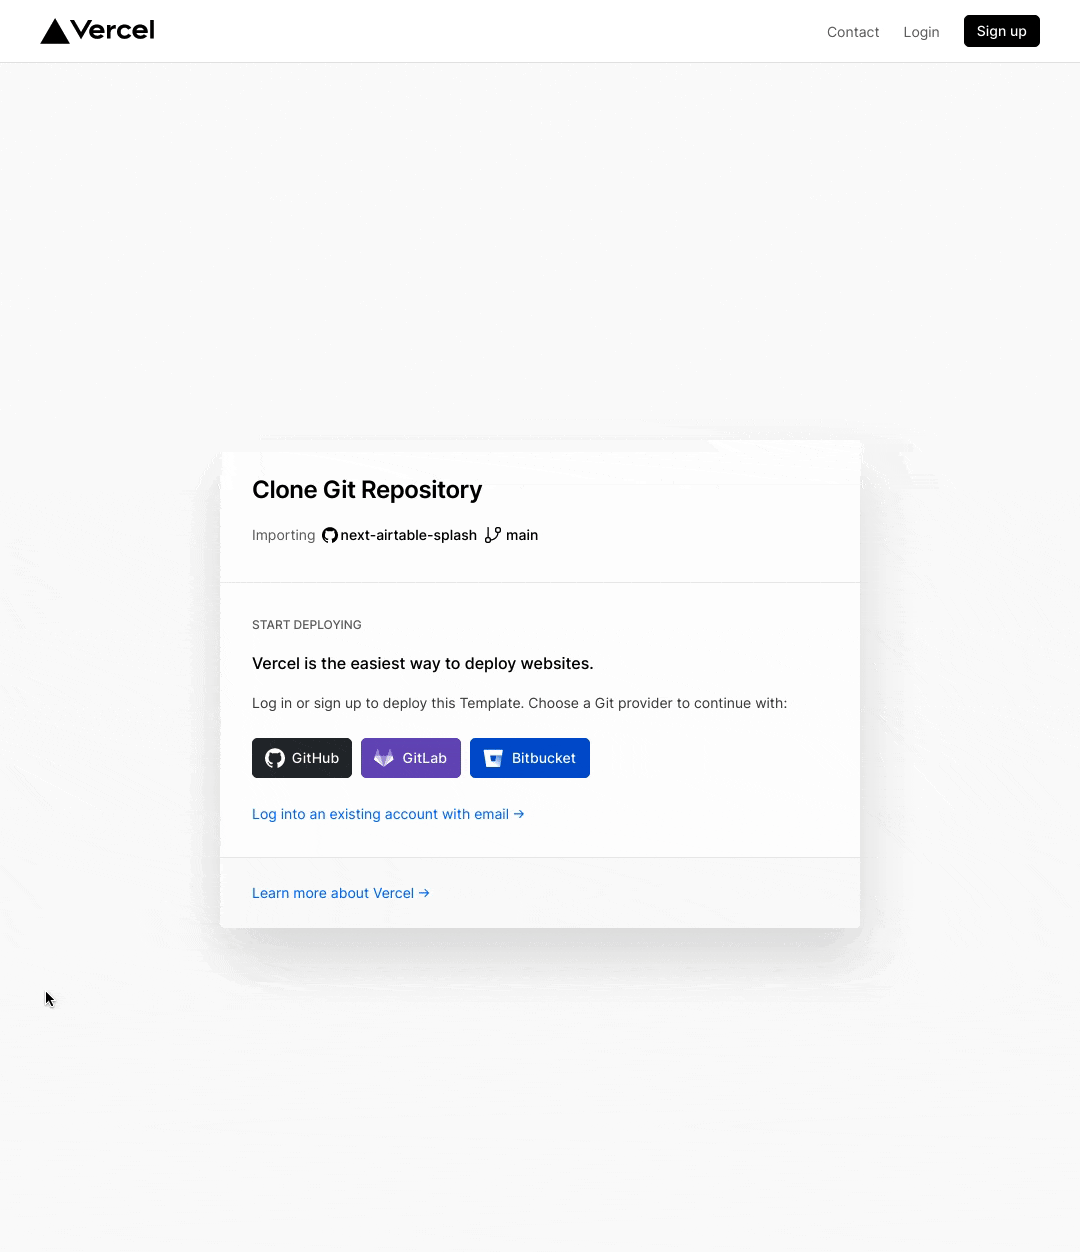 Vercel
Contact Login Sign up
Clone Git Repository
Importing next-airtable-splash main
START DEPLOYING
Vercel is the easiest way to deploy websites.
Log in or sign up to deploy this Template. Choose a Git provider to continue with:
GitHub GitLab Bitbucket
Log into an existing account with email →
Learn more about Vercel →